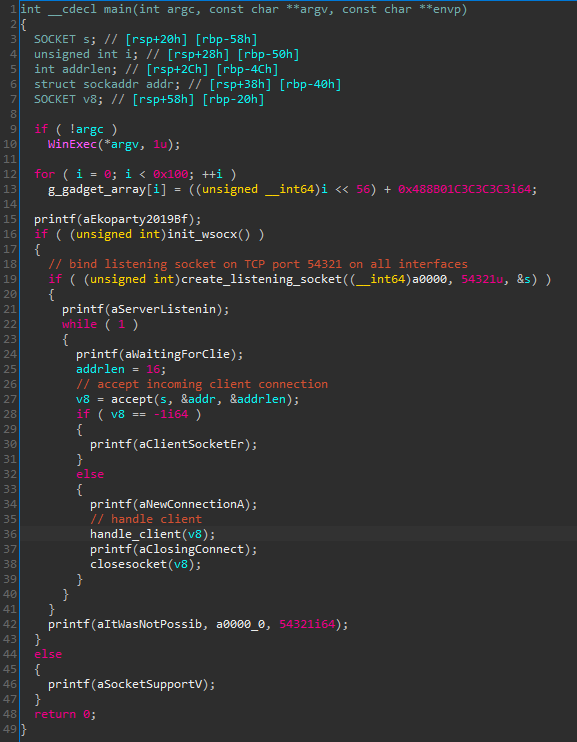 1 int __cdecl main(int argc, const char **argv, const char **envp)
2 {
3 SOCKET s; // [rsp+20h] [rbp-58h]
4 unsigned int i; // [rsp+28h] [rbp-50h]
5 int addrlen; // [rsp+2Ch] [rbp-4Ch]
6 struct sockaddr addr; // [rsp+38h] [rbp-40h]
7 SOCKET v8; // [rsp+58h] [rbp-20h]
8
9 if ( !argc )
10 WinExec(*argv, 1u);
11
12 for ( i = 0; i < 0x100; ++i )
13 g_gadget_array[i] = ((unsigned __int64)i << 56) + 0x488B01C3C3C3C3i64;
14
15 printf(aEkoparty2019Bf);
16 if ( (unsigned int)init_wsocx() )
17 {
18 // bind listening socket on TCP port 54321 on all interfaces
19 if ( (unsigned int)create_listening_socket((__int64)a0000, 54321u, &s) )
20 {
21 printf(aServerListenin);
22 while ( 1 )
23 {
24 printf(aWaitingForClie);
25 addrlen = 16;
26 // accept incoming client connection
27 v8 = accept(s, &addr, &addrlen);
28 if ( v8 == -1i64 )
29 {
30 printf(aClientSocketEr);
31 }
32 else
33 {
34 printf(aNewConnectionA);
35 // handle client
36 handle_client(v8);
37 printf(aClosingConnect);
38 closesocket(v8);
39 }
40 }
41 }
42 printf(aItWasNotPossib, a0000_0, 54321i64);
43 }
44 else
45 {
46 printf(aSocketSupportV);
47 }
48 return 0;
49 }